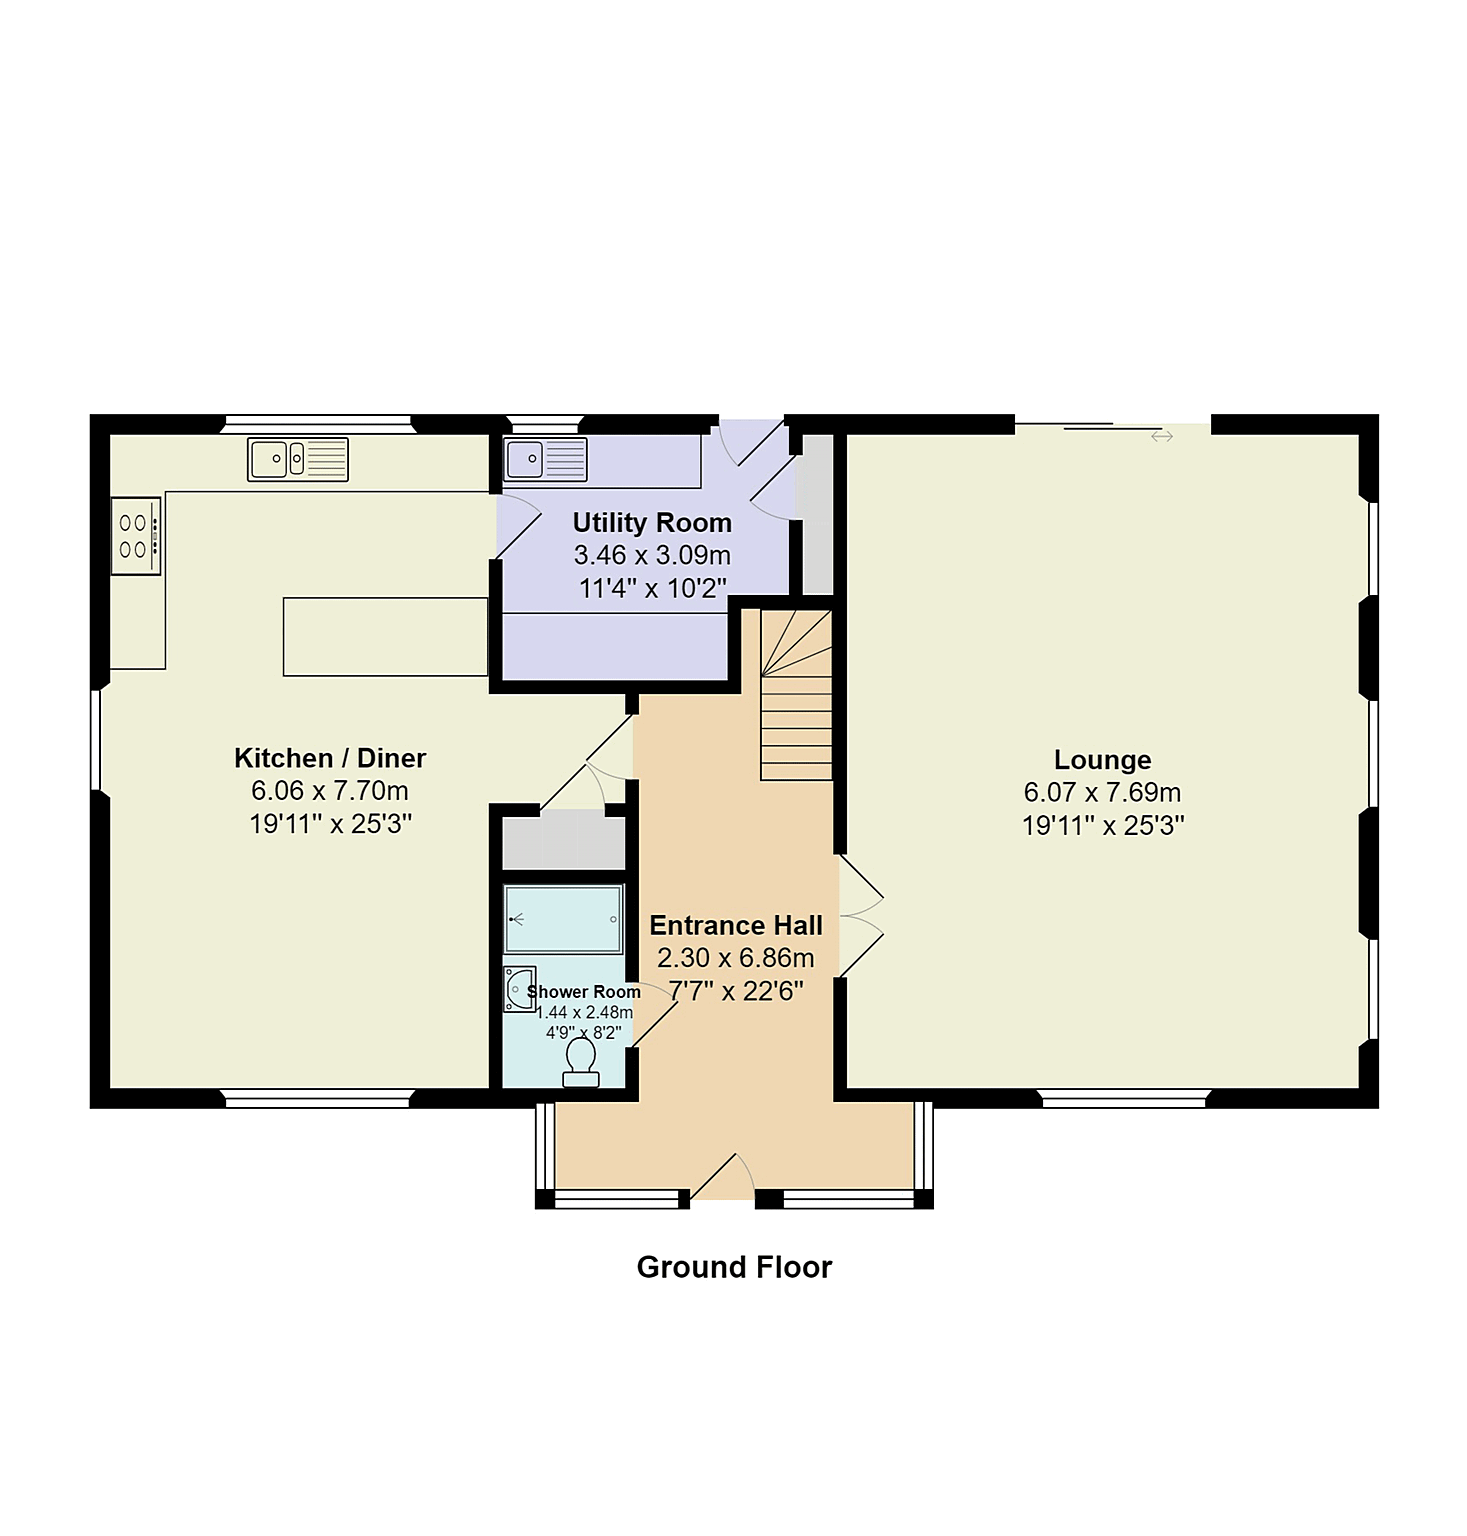 Utility Room
3.46 x 3.09m
11'4" x 10'2"
Kitchen / Diner
6.06 x 7.70m
19'11" x 25'3"
Lounge
6.07 x 7.69m
19'11" x 25'3"
Entrance Hall
2.30 x 6.86m
7'7" x 22'6"
Shower Room
1.44 x 2.48m
4'9" x 8'2"
Ground Floor